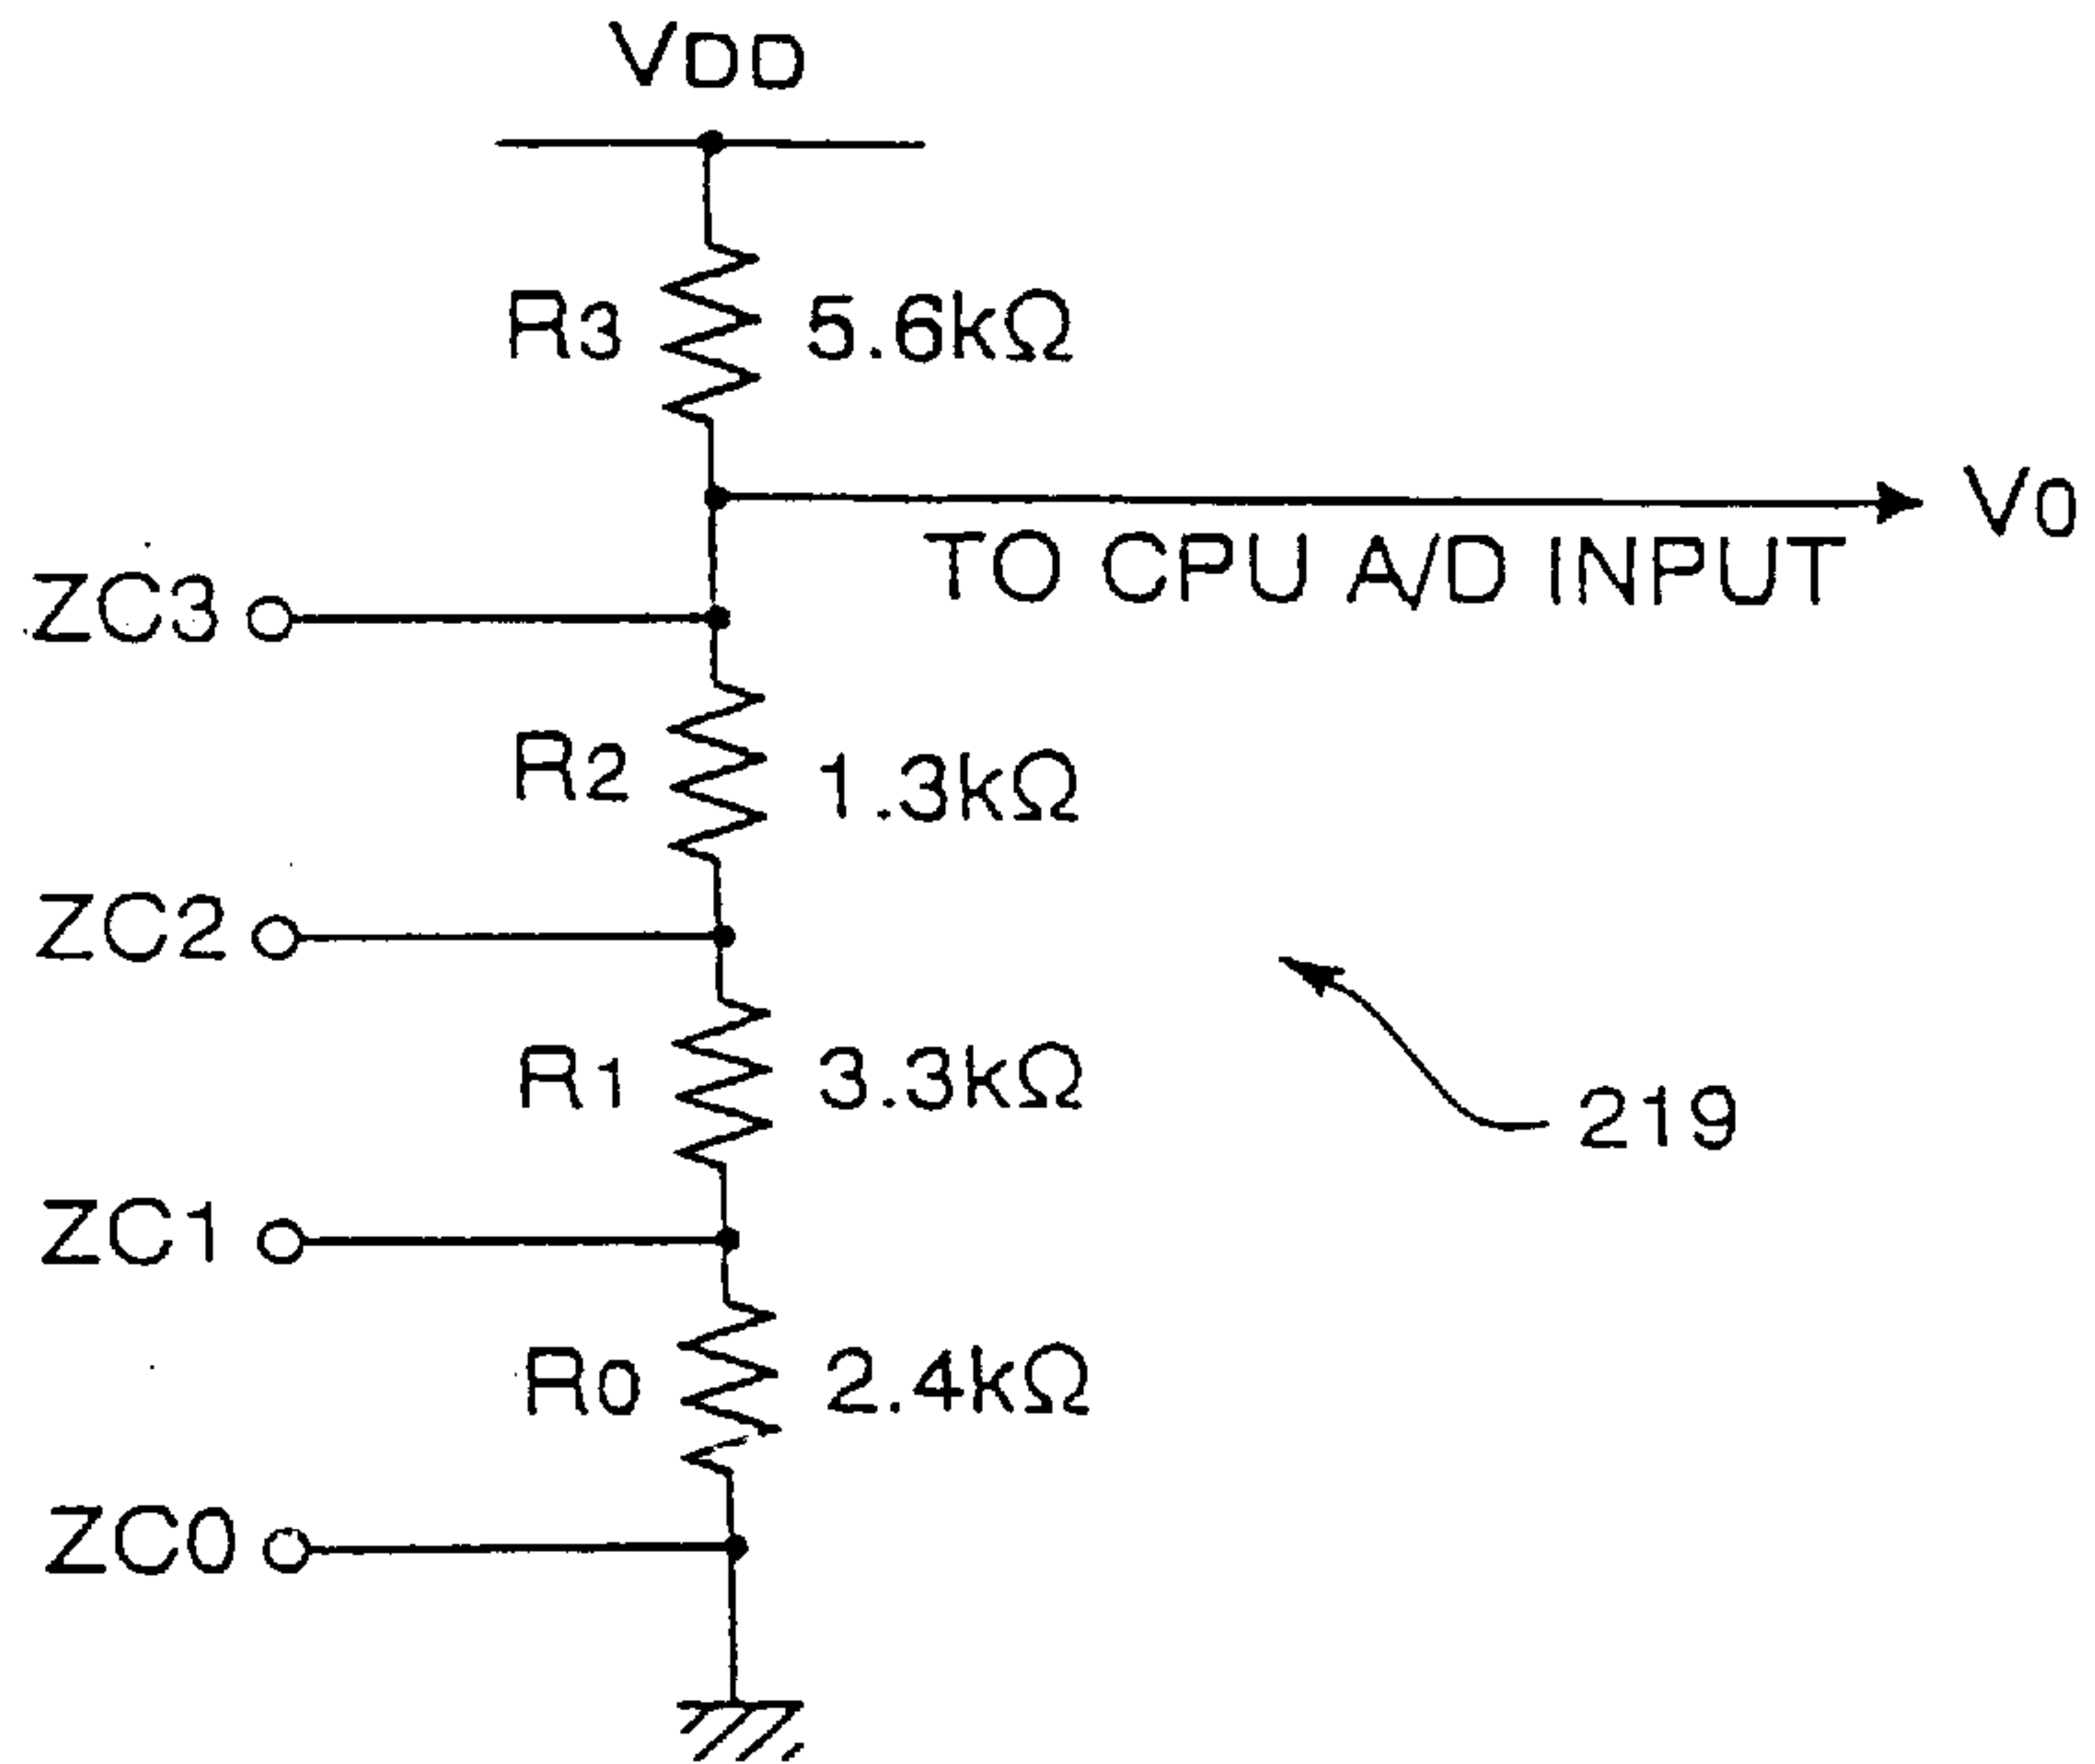 VDD
R3 5.6kΩ
V0
TO CPU A/D INPUT
ZC3
R2 1.3kΩ
ZC2
R1 3.3kΩ
219
ZC1
R0 2.4kΩ
ZC0